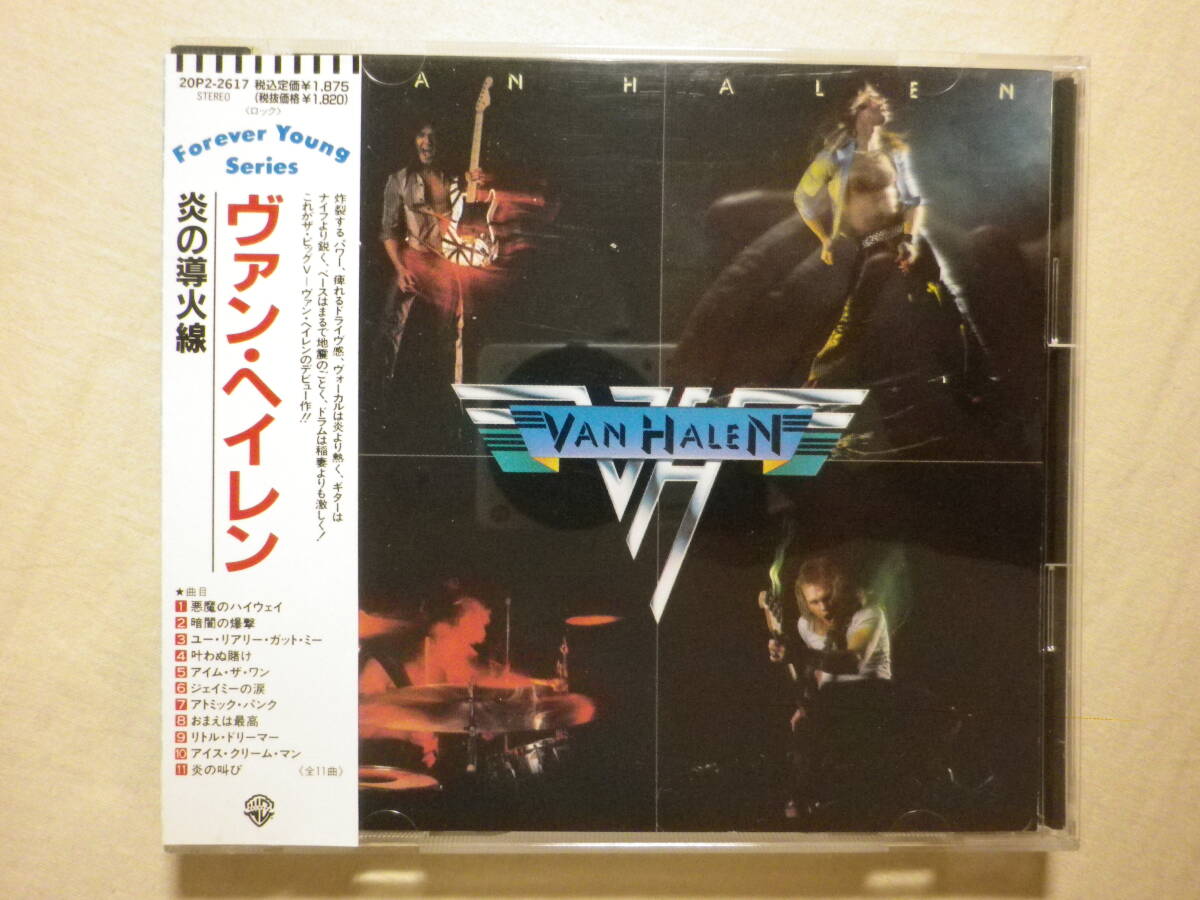 20P2-2617 税込定価¥1,875
STEREO (税抜価格¥1,820)
〈ロック〉
Forever Young
Series
ヴァン・ヘイレン
炎の導火線
炸裂するパワー、痺れるドライヴ感、ヴォーカルは炎より熱く、ギターは
ナイフより鋭く、ベースはまるで地震のごとく、ドラムは稲妻よりも激しく!
これがザ・ビッグV—ヴァン・ヘイレンのデビュー作!!
★曲目
1 悪魔のハイウェイ
2 暗闇の爆撃
3 ユー・リアリー・ガット・ミー
4 叶わぬ賭け
5 アイム・ザ・ワン
6 ジェイミーの涙
7 アトミック・パンク
8 おまえは最高
9 リトル・ドリーマー
10 アイス・クリーム・マン
11 炎の叫び 〈全11曲〉
AN HALEN
VAN HALEN